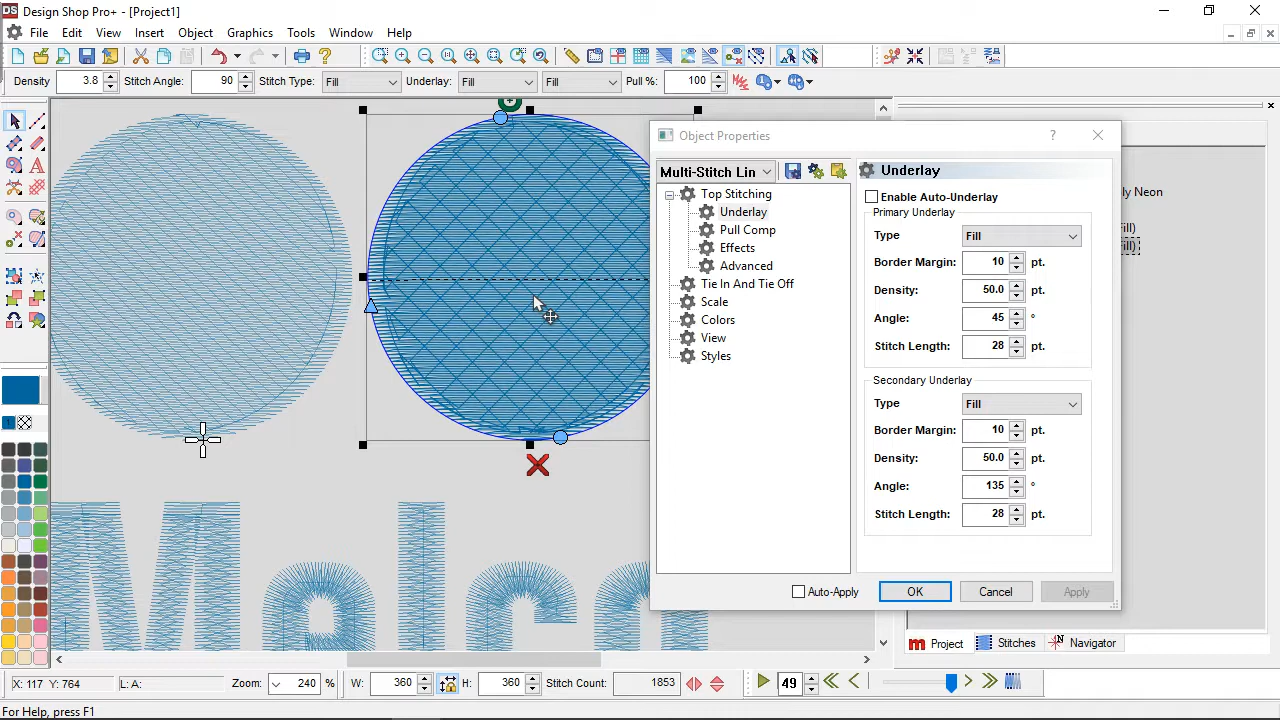 DS Design Shop Pro+ - [Project1]
File Edit View Insert Object Graphics Tools Window Help
Density 3.8 Stitch Angle: 90 Stitch Type: Fill Underlay: Fill Fill Pull %: 100
Object Properties ?
Multi-Stitch Lin
Top Stitching
Underlay
Pull Comp
Effects
Advanced
Tie In And Tie Off
Scale
Colors
View
Styles
Underlay
Enable Auto-Underlay
Primary Underlay
Type Fill
Border Margin: 10 pt.
Density: 50.0 pt.
Angle: 45 °
Stitch Length: 28 pt.
Secondary Underlay
Type Fill
Border Margin: 10 pt.
Density: 50.0 pt.
Angle: 135 °
Stitch Length: 28 pt.
Auto-Apply OK Cancel Apply
ly Neon
Fill)
Fill)
Melco
1
Project Stitches Navigator
X: 117 Y: 764 L: A: Zoom: 240 % W: 360 H: 360 Stitch Count: 1853 49
For Help, press F1